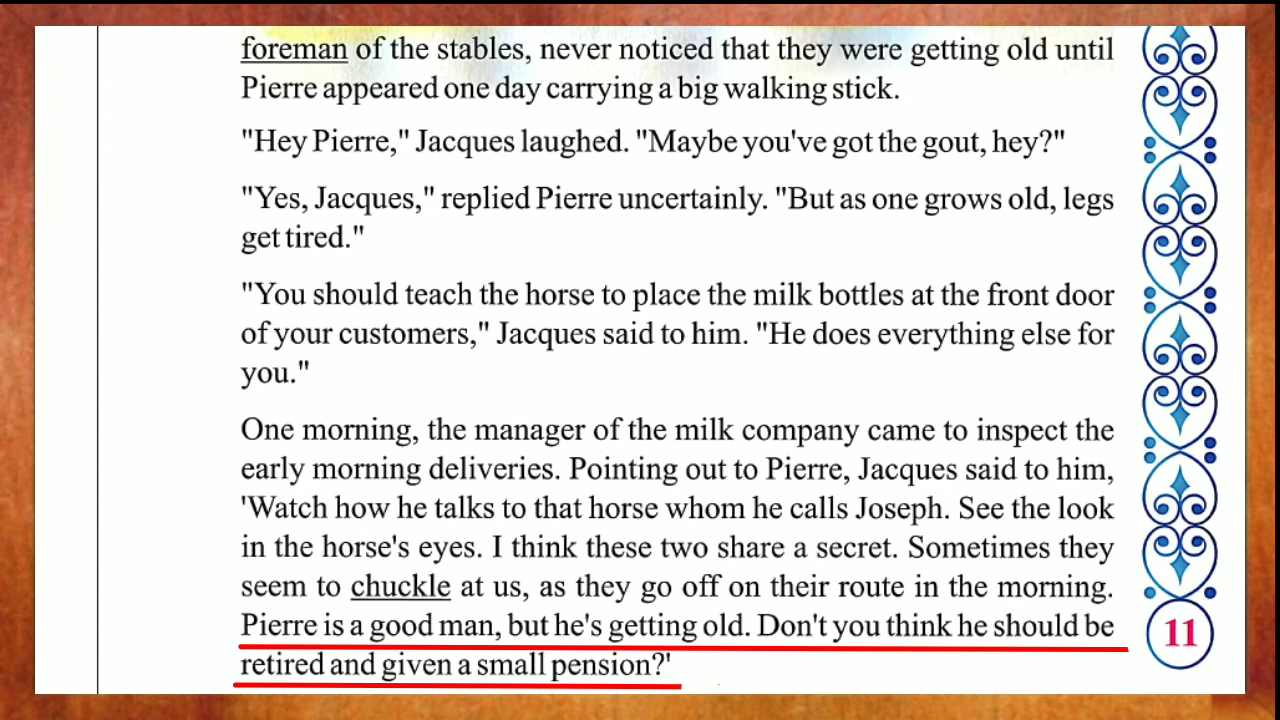 foreman of the stables, never noticed that they were getting old until
Pierre appeared one day carrying a big walking stick.
"Hey Pierre," Jacques laughed. "Maybe you've got the gout, hey?"
"Yes, Jacques," replied Pierre uncertainly. "But as one grows old, legs
get tired."
"You should teach the horse to place the milk bottles at the front door
of your customers," Jacques said to him. "He does everything else for
you."
One morning, the manager of the milk company came to inspect the
early morning deliveries. Pointing out to Pierre, Jacques said to him,
'Watch how he talks to that horse whom he calls Joseph. See the look
in the horse's eyes. I think these two share a secret. Sometimes they
seem to chuckle at us, as they go off on their route in the morning.
Pierre is a good man, but he's getting old. Don't you think he should be
retired and given a small pension?'
11